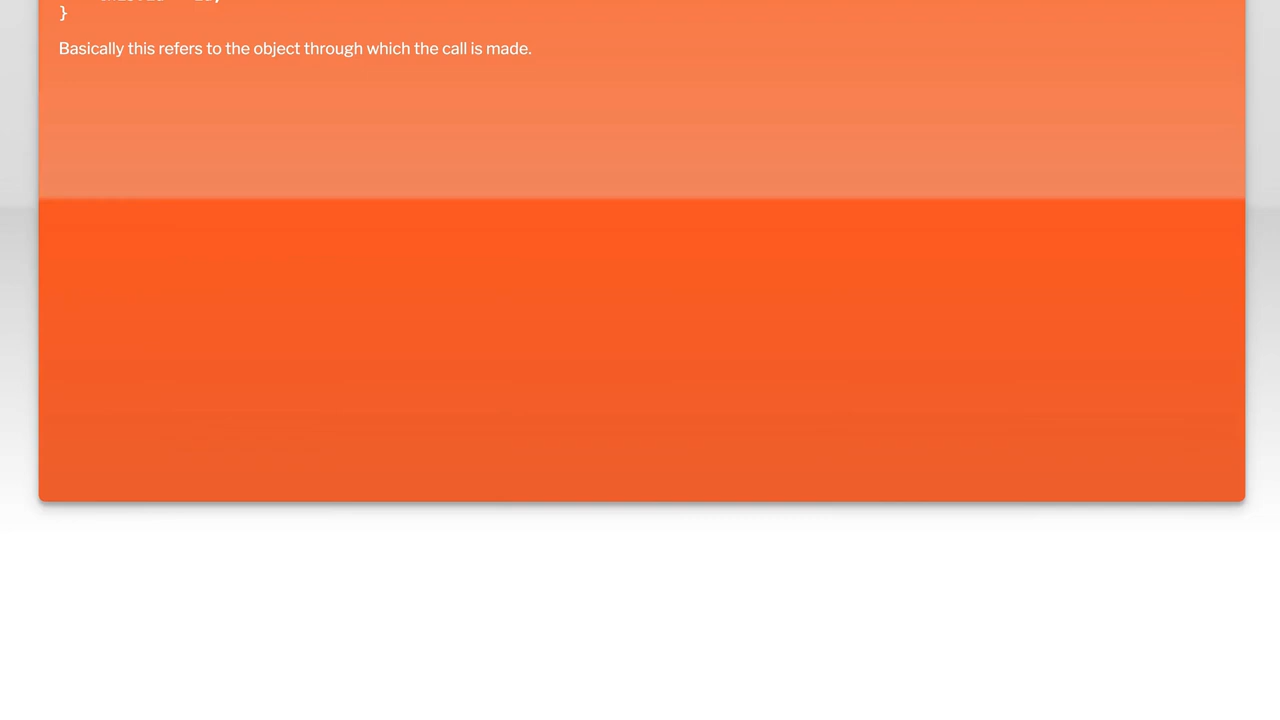 }
Basically this refers to the object through which the call is made.